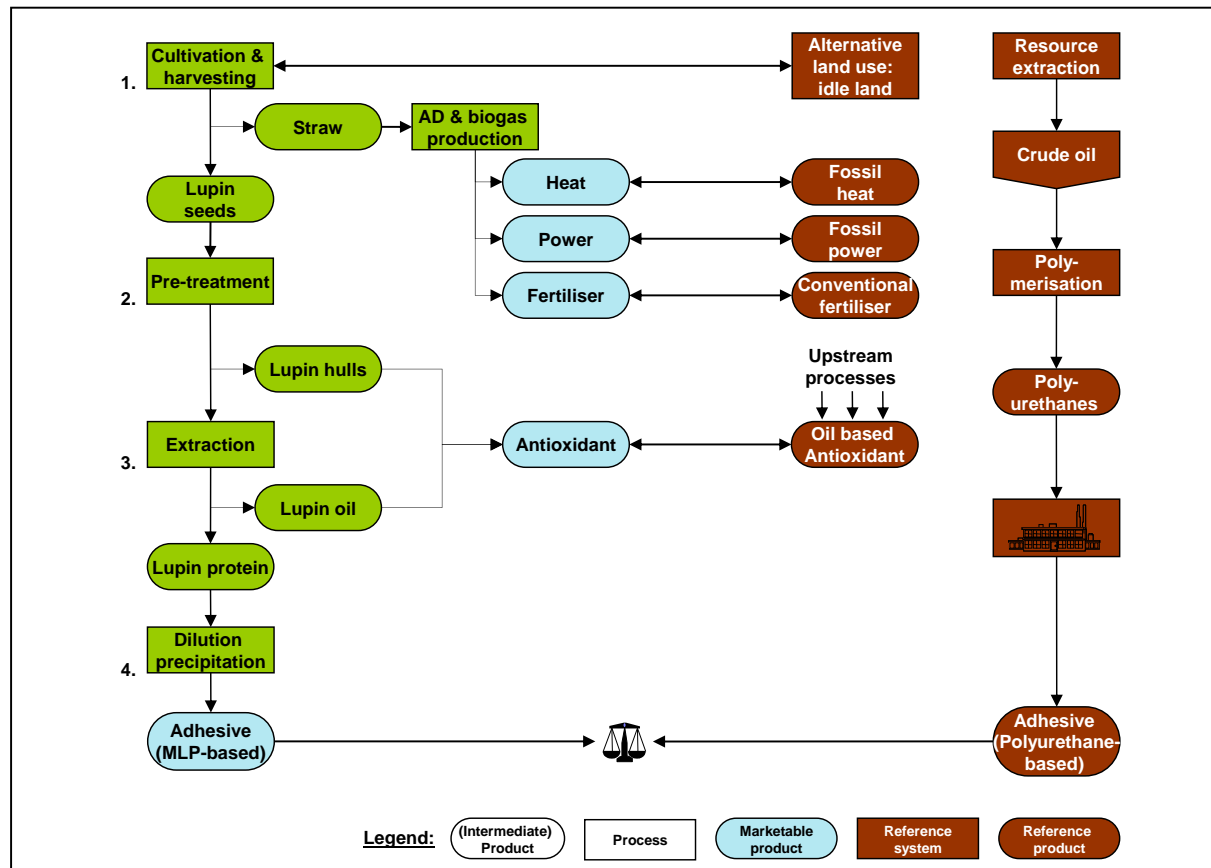 Cultivation &
harvesting
1.
Alternative
land use:
idle land
Resource
extraction
Straw
AD & biogas
production
Crude oil
Lupin
seeds
Heat
Fossil
heat
Power
Fossil
power
2.
Pre-treatment
Fertiliser
Conventional
fertiliser
Poly-
merisation
Lupin hulls
Upstream
processes
Poly-
urethanes
3.
Extraction
Antioxidant
Oil based
Antioxidant
Lupin oil
Lupin protein
4.
Dilution
precipitation
Adhesive
(MLP-based)
Adhesive
(Polyurethane-
based)
Legend:
(Intermediate)
Product
Process
Marketable
product
Reference
system
Reference
product